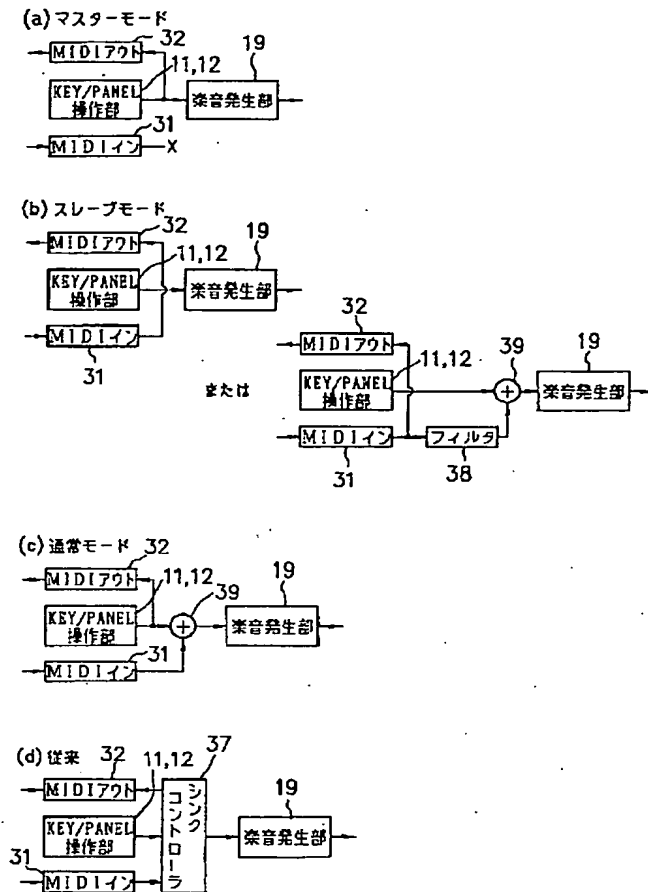 (a) マスターモード
32
MIDIアウト
11,12
19
KEY/PANEL
操作部
楽音発生部
31
MIDIイン
X
(b) スレーブモード
32
MIDIアウト
11,12
19
KEY/PANEL
操作部
楽音発生部
MIDIイン
31
または
32
MIDIアウト
11,12
39
19
KEY/PANEL
操作部
+
楽音発生部
MIDIイン
フィルタ
31
38
(c) 通常モード
32
MIDIアウト
11,12
39
19
KEY/PANEL
操作部
+
楽音発生部
31
MIDIイン
(d) 従来
32
11,12
37
MIDIアウト
シンク
コントローラ
19
KEY/PANEL
操作部
楽音発生部
31
MIDIイン